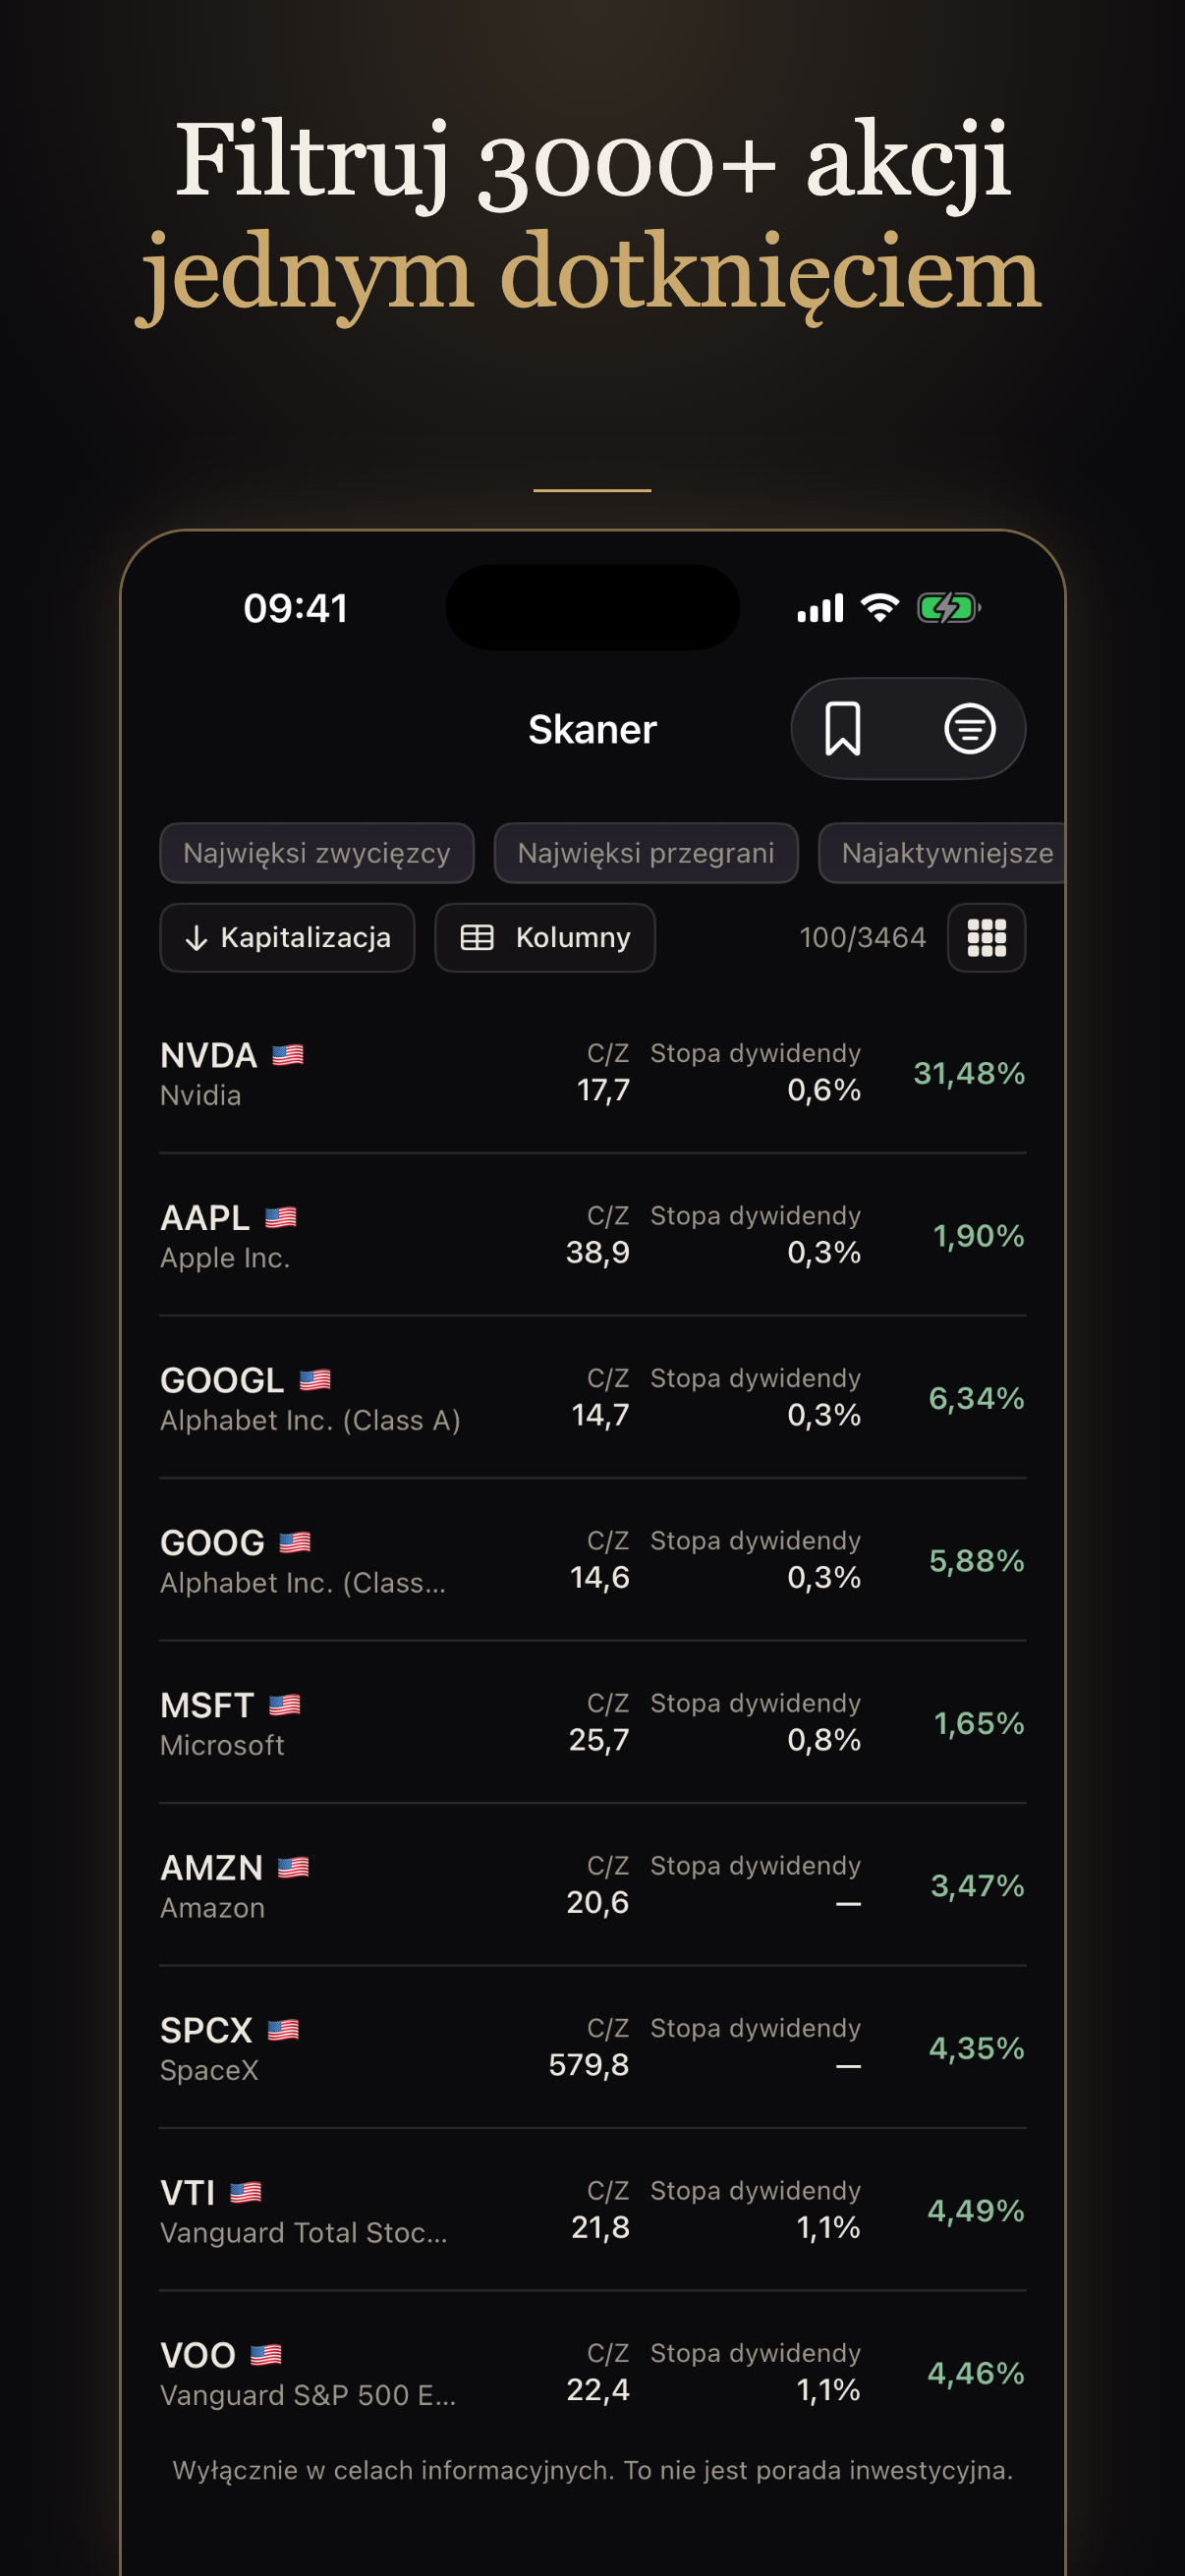 Filtruj 3000+ akcji
jednym dotknięciem
09:41
Skaner
Najwięksi zwycięzcy Najwięksi przegrani Najaktywniejsze
Kapitalizacja Kolumny 100/3464
NVDA C/Z Stopa dywidendy 31,48%
Nvidia 17,7 0,6%
AAPL C/Z Stopa dywidendy 1,90%
Apple Inc. 38,9 0,3%
GOOGL C/Z Stopa dywidendy 6,34%
Alphabet Inc. (Class A) 14,7 0,3%
GOOG C/Z Stopa dywidendy 5,88%
Alphabet Inc. (Class... 14,6 0,3%
MSFT C/Z Stopa dywidendy 1,65%
Microsoft 25,7 0,8%
AMZN C/Z Stopa dywidendy 3,47%
Amazon 20,6 —
SPCX C/Z Stopa dywidendy 4,35%
SpaceX 579,8 —
VTI C/Z Stopa dywidendy 4,49%
Vanguard Total Stoc... 21,8 1,1%
VOO C/Z Stopa dywidendy 4,46%
Vanguard S&P 500 E... 22,4 1,1%
Wyłącznie w celach informacyjnych. To nie jest porada inwestycyjna.